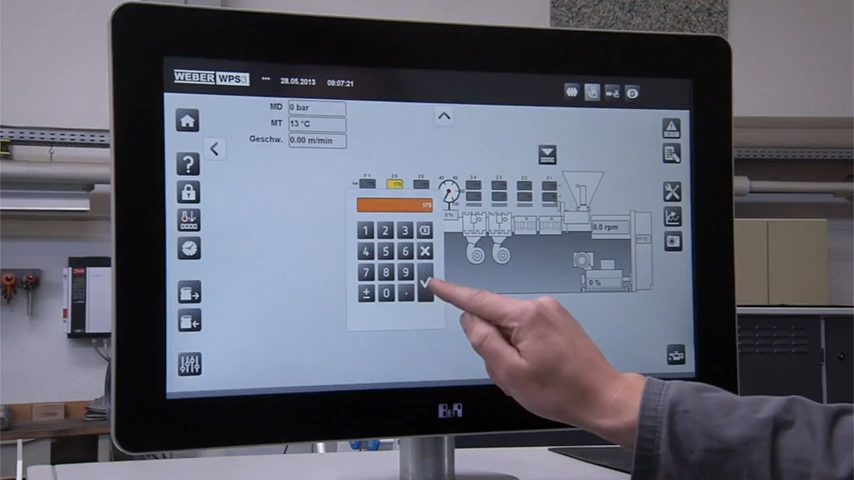 WEBER WPS3 28.05.2013 09:07:21
MD 0 bar
MT 13 °C
Geschw. 0.00 m/min
?
175
1 2 3
4 5 6
7 8 9
± 0 .
0.0 rpm
0 %
B&R